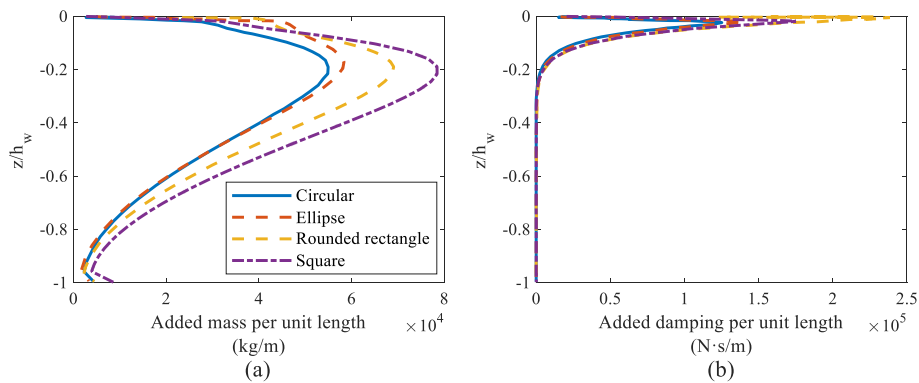 0
-0.2
-0.4
-0.6
-0.8
-1
z/h_w
Circular
Ellipse
Rounded rectangle
Square
0 2 4 6 8
×10^4
Added mass per unit length
(kg/m)
(a)
0
-0.2
-0.4
-0.6
-0.8
-1
z/h_w
0 0.5 1 1.5 2 2.5
×10^5
Added damping per unit length
(N·s/m)
(b)